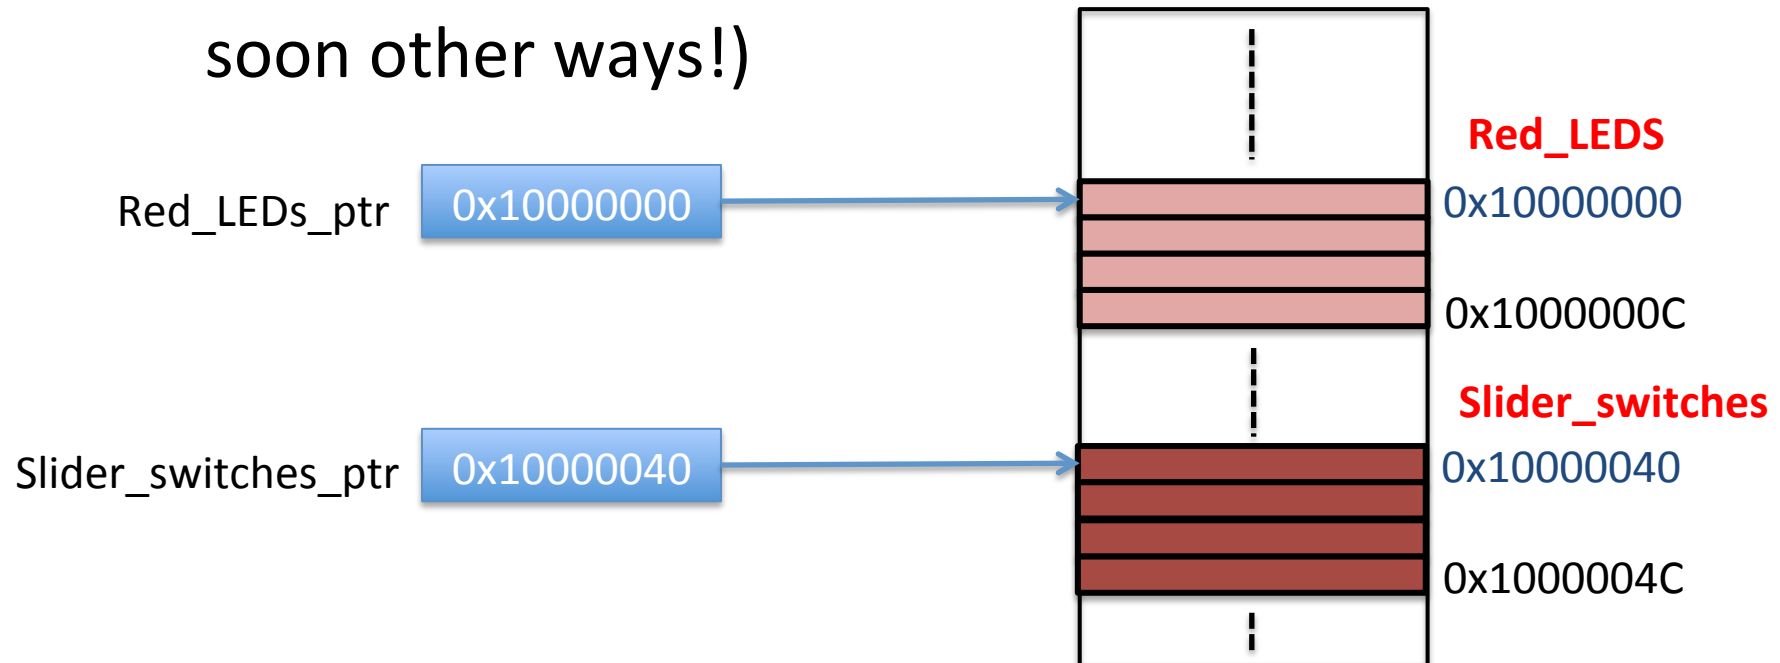 soon other ways!)
Red_LEDS
Red_LEDs_ptr 0x10000000 0x10000000
0x1000000C
Slider_switches
Slider_switches_ptr 0x10000040 0x10000040
0x1000004C